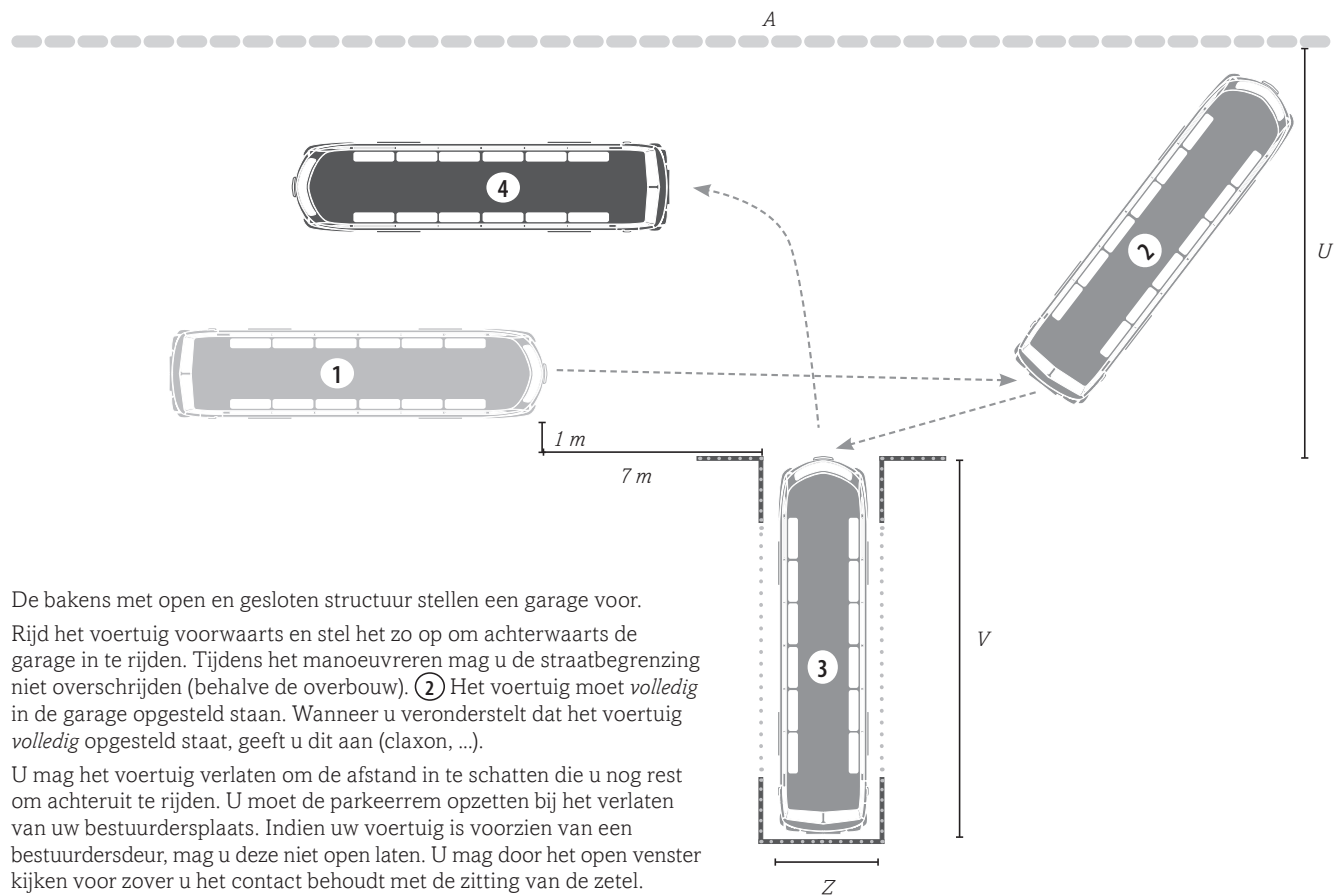 A
4
2
U
1
1 m
7 m
3
V
De bakens met open en gesloten structuur stellen een garage voor.
Rijd het voertuig voorwaarts en stel het zo op om achterwaarts de
garage in te rijden. Tijdens het manoeuvreren mag u de straatbegrenzing
niet overschrijden (behalve de overbouw). 2 Het voertuig moet volledig
in de garage opgesteld staan. Wanneer u veronderstelt dat het voertuig
volledig opgesteld staat, geeft u dit aan (claxon, ...).
U mag het voertuig verlaten om de afstand in te schatten die u nog rest
om achteruit te rijden. U moet de parkeerrem opzetten bij het verlaten
van uw bestuurdersplaats. Indien uw voertuig is voorzien van een
bestuurdersdeur, mag u deze niet open laten. U mag door het open venster
kijken voor zover u het contact behoudt met de zitting van de zetel.
Z